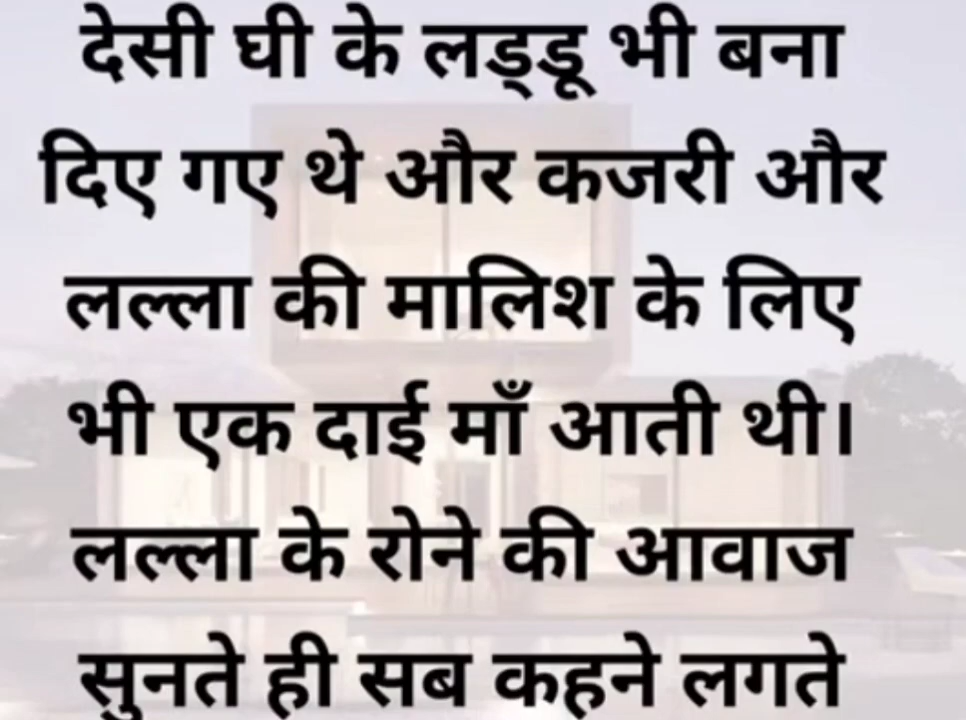 देसी घी के लड्डू भी बना
दिए गए थे और कजरी और
लल्ला की मालिश के लिए
भी एक दाई माँ आती थी।
लल्ला के रोने की आवाज
सुनते ही सब कहने लगते